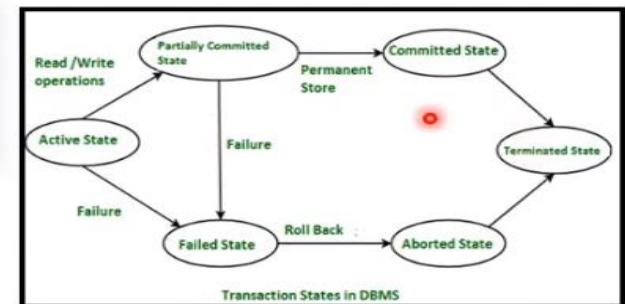 Partially Committed
State
Committed State
Read /Write
operations
Permanent
Store
Active State
Failure
Terminated State
Failure
Roll Back
Failed State
Aborted State
Transaction States in DBMS